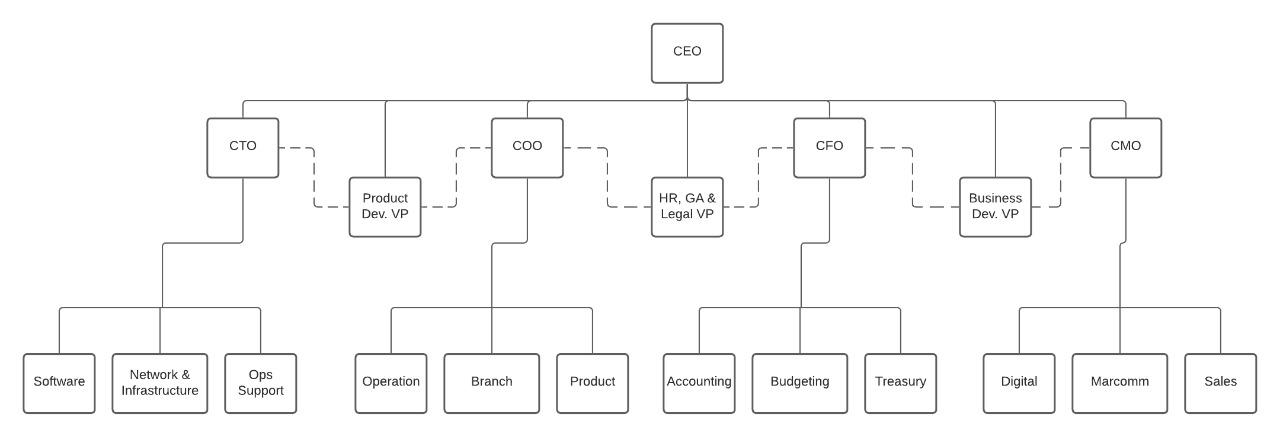 CEO
CTO
COO
CFO
CMO
Product
Dev. VP
HR, GA &
Legal VP
Business
Dev. VP
Software
Network &
Infrastructure
Ops
Support
Operation
Branch
Product
Accounting
Budgeting
Treasury
Digital
Marcomm
Sales